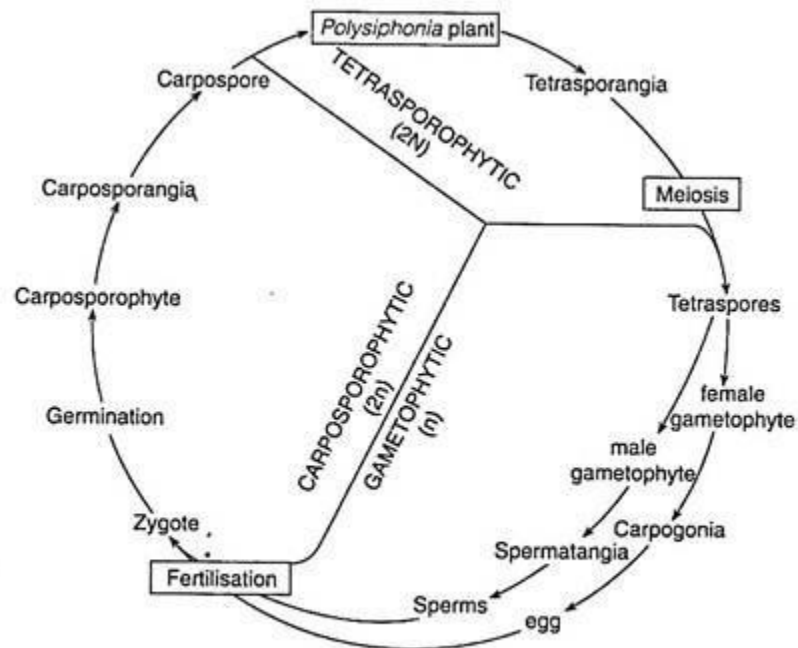 Polysiphonia plant
Carpospore
Tetrasporangia
TETRASPOROPHYTIC
(2N)
Meiosis
Carposporangia
Carposporophyte
Tetraspores
CARPOSPOROPHYTIC
(2n)
GAMETOPHYTIC
(n)
female
gametophyte
Germination
male
gametophyte
Zygote
Carpogonia
Spermatangia
Fertilisation
Sperms
egg